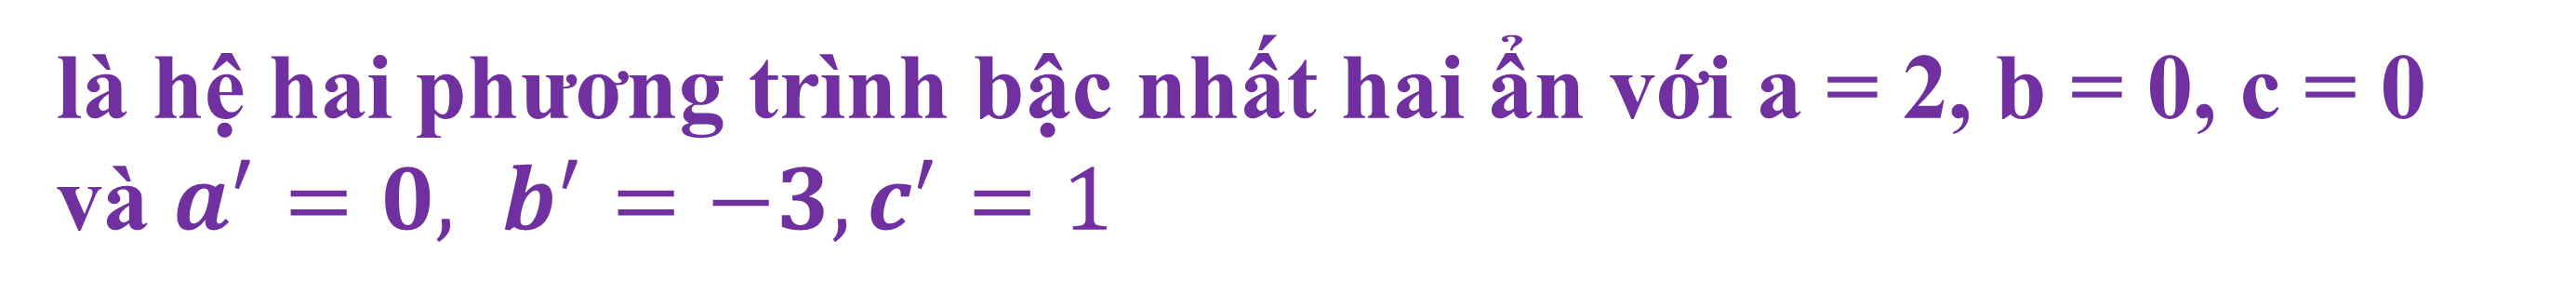 là hệ hai phương trình bậc nhất hai ẩn với a = 2, b = 0, c = 0
và a′ = 0, b′ = −3, c′ = 1